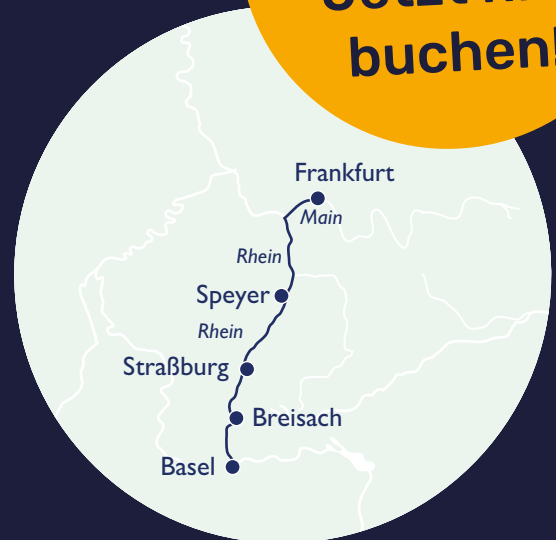 buchen!
Frankfurt
Main
Rhein
Speyer
Rhein
Straßburg
Breisach
Basel